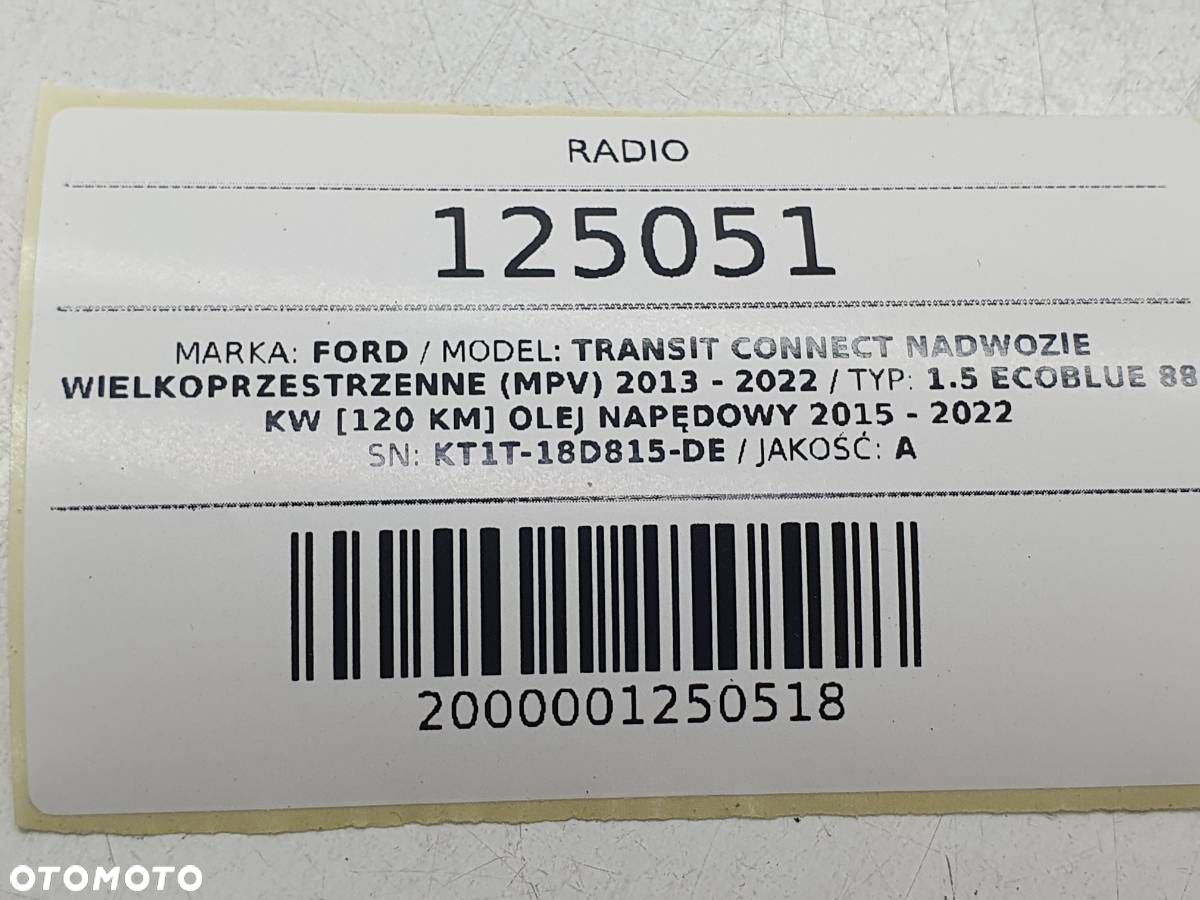 RADIO
125051
MARKA: FORD / MODEL: TRANSIT CONNECT NADWOZIE
WIELKOPRZESTRZENNE (MPV) 2013 - 2022 / TYP: 1.5 ECOBLUE 88
KW [120 KM] OLEJ NAPĘDOWY 2015 - 2022
SN: KT1T-18D815-DE / JAKOŚĆ: A
2000001250518
OTOMOTO